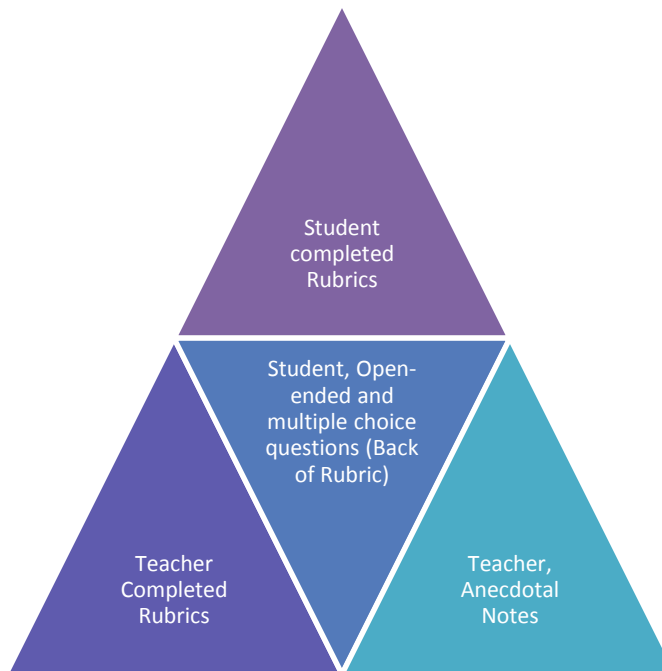 Student
completed
Rubrics
Student, Open-
ended and
multiple choice
questions (Back
of Rubric)
Teacher
Completed
Rubrics
Teacher,
Anecdotal
Notes